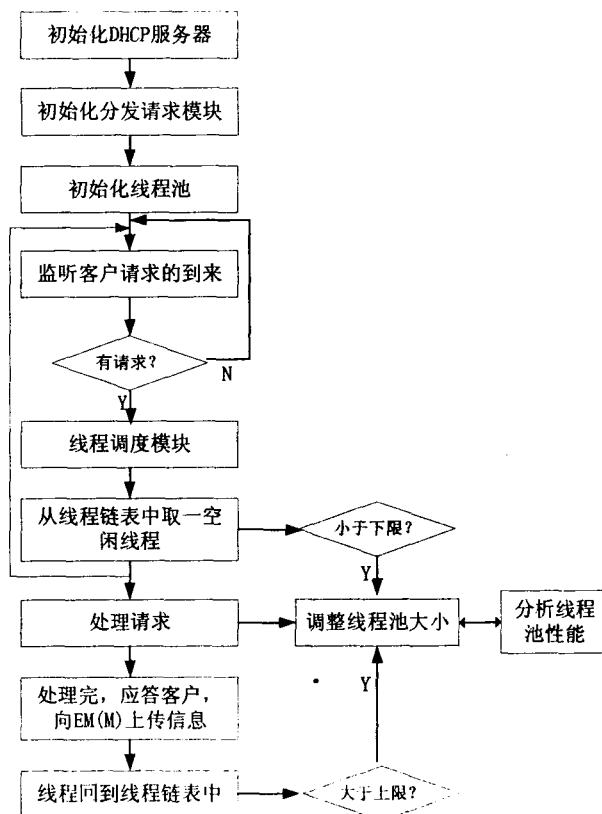 初始化DHCP服务器
初始化分发请求模块
初始化线程池
监听客户请求的到来
有请求?
N
Y
线程调度模块
从线程链表中取一空
闲线程
小于下限?
Y
处理请求
调整线程池大小
分析线程
池性能
处理完,应答客户,
向EM(M)上传信息
Y
线程回到线程链表中
大于上限?